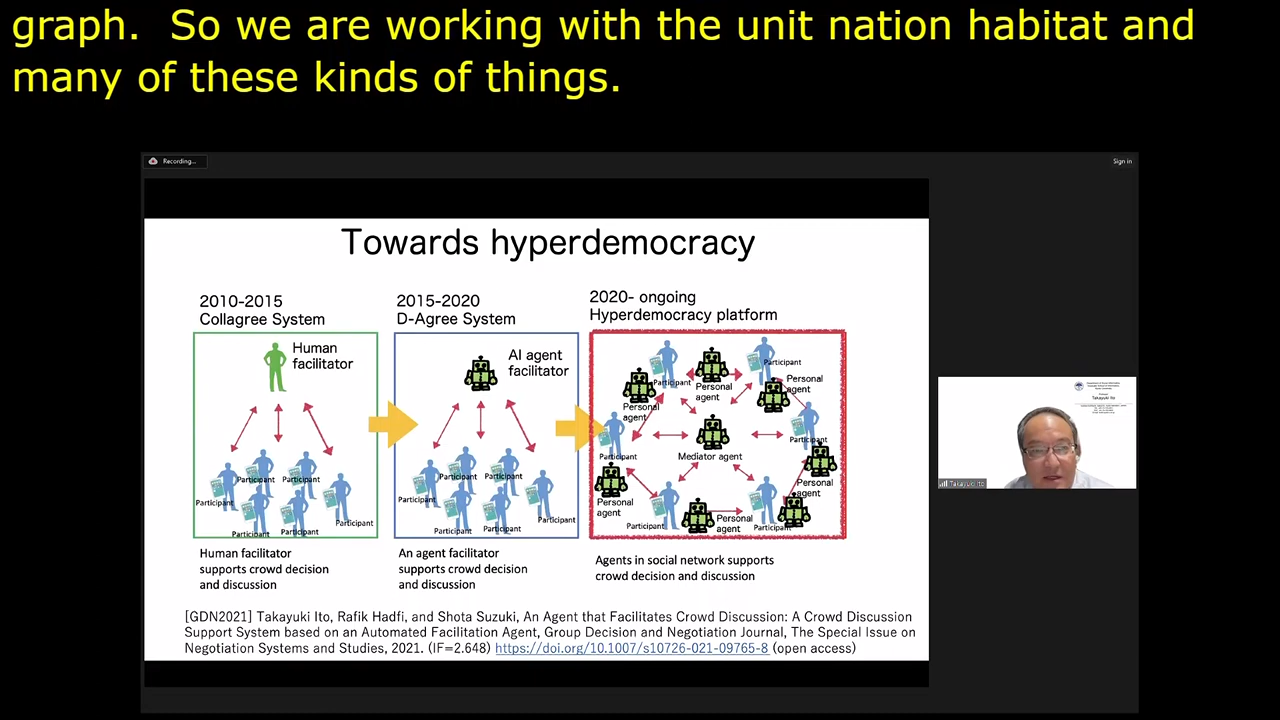 graph.  So we are working with the unit nation habitat and
many of these kinds of things.
Recording...
Sign in
Towards hyperdemocracy
2010-2015
Collagree System
2015-2020
D-Agree System
2020- ongoing
Hyperdemocracy platform
Human
facilitator
Participant
Participant
Participant
Participant
Participant
Participant
AI agent
facilitator
Participant
Participant
Participant
Participant
Participant
Participant
Participant
Participant
Personal
agent
Personal
agent
Personal
agent
Participant
Participant
Mediator agent
Personal
agent
Personal
agent
Participant
Personal
agent
Participant
Human facilitator
supports crowd decision
and discussion
An agent facilitator
supports crowd decision
and discussion
Agents in social network supports
crowd decision and discussion
[GDN2021] Takayuki Ito, Rafik Hadfi, and Shota Suzuki, An Agent that Facilitates Crowd Discussion: A Crowd Discussion
Support System based on an Automated Facilitation Agent, Group Decision and Negotiation Journal, The Special Issue on
Negotiation Systems and Studies, 2021. (IF=2.648) https://doi.org/10.1007/s10726-021-09765-8 (open access)
Takayuki Ito
Takayuki Ito